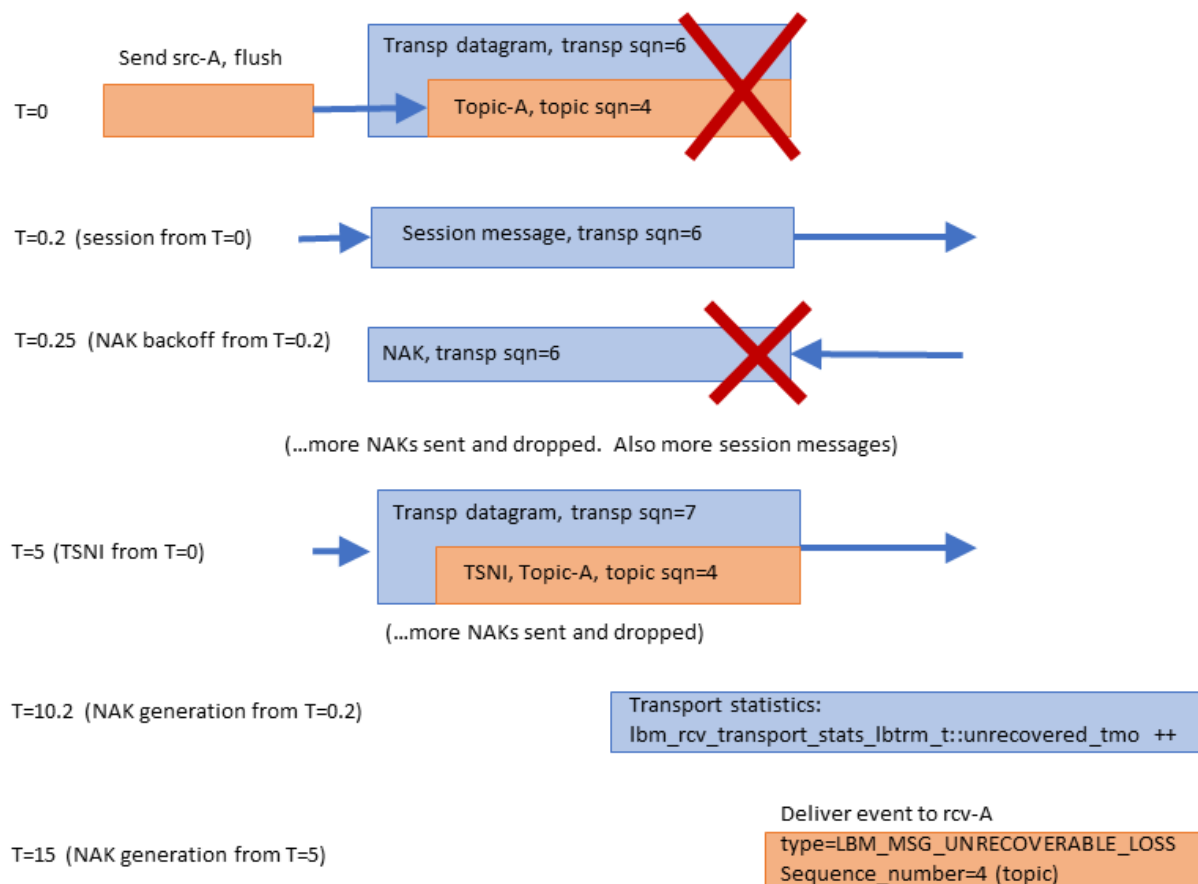 Send src-A, flush
Transp datagram, transp sqn=6
T=0
Topic-A, topic sqn=4
T=0.2 (session from T=0)
Session message, transp sqn=6
T=0.25 (NAK backoff from T=0.2)
NAK, transp sqn=6
(...more NAKs sent and dropped. Also more session messages)
Transp datagram, transp sqn=7
T=5 (TSNI from T=0)
TSNI, Topic-A, topic sqn=4
(...more NAKs sent and dropped)
T=10.2 (NAK generation from T=0.2)
Transport statistics:
lbm_rcv_transport_stats_lbtrm_t::unrecovered_tmo ++
Deliver event to rcv-A
T=15 (NAK generation from T=5)
type=LBM_MSG_UNRECOVERABLE_LOSS
Sequence_number=4 (topic)